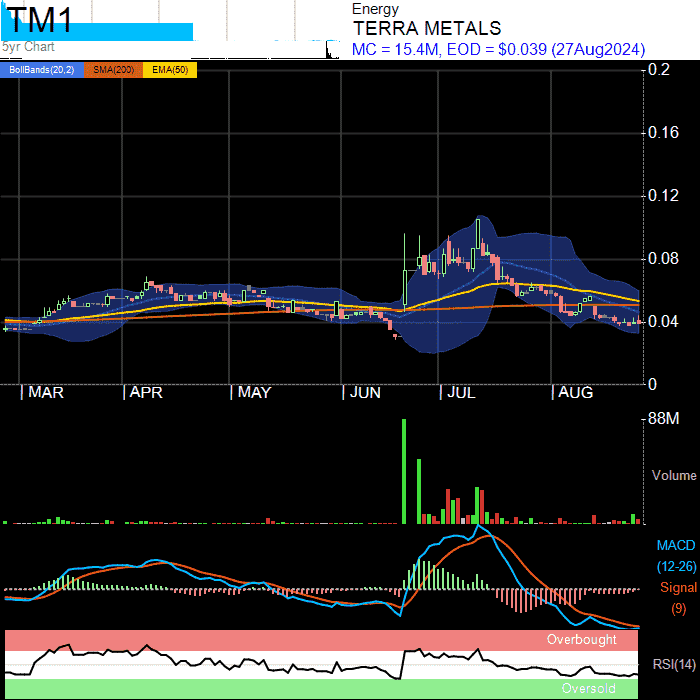 TM1
5yr Chart
Energy
TERRA METALS
MC = 15.4M, EOD = $0.039 (27Aug2024)
BollBands(20,2) SMA(200) EMA(50)
0.2
0.16
0.12
0.08
0.04
0
MAR APR MAY JUN JUL AUG
88M
Volume
MACD
(12-26)
Signal
(9)
Overbought
RSI(14)
Oversold